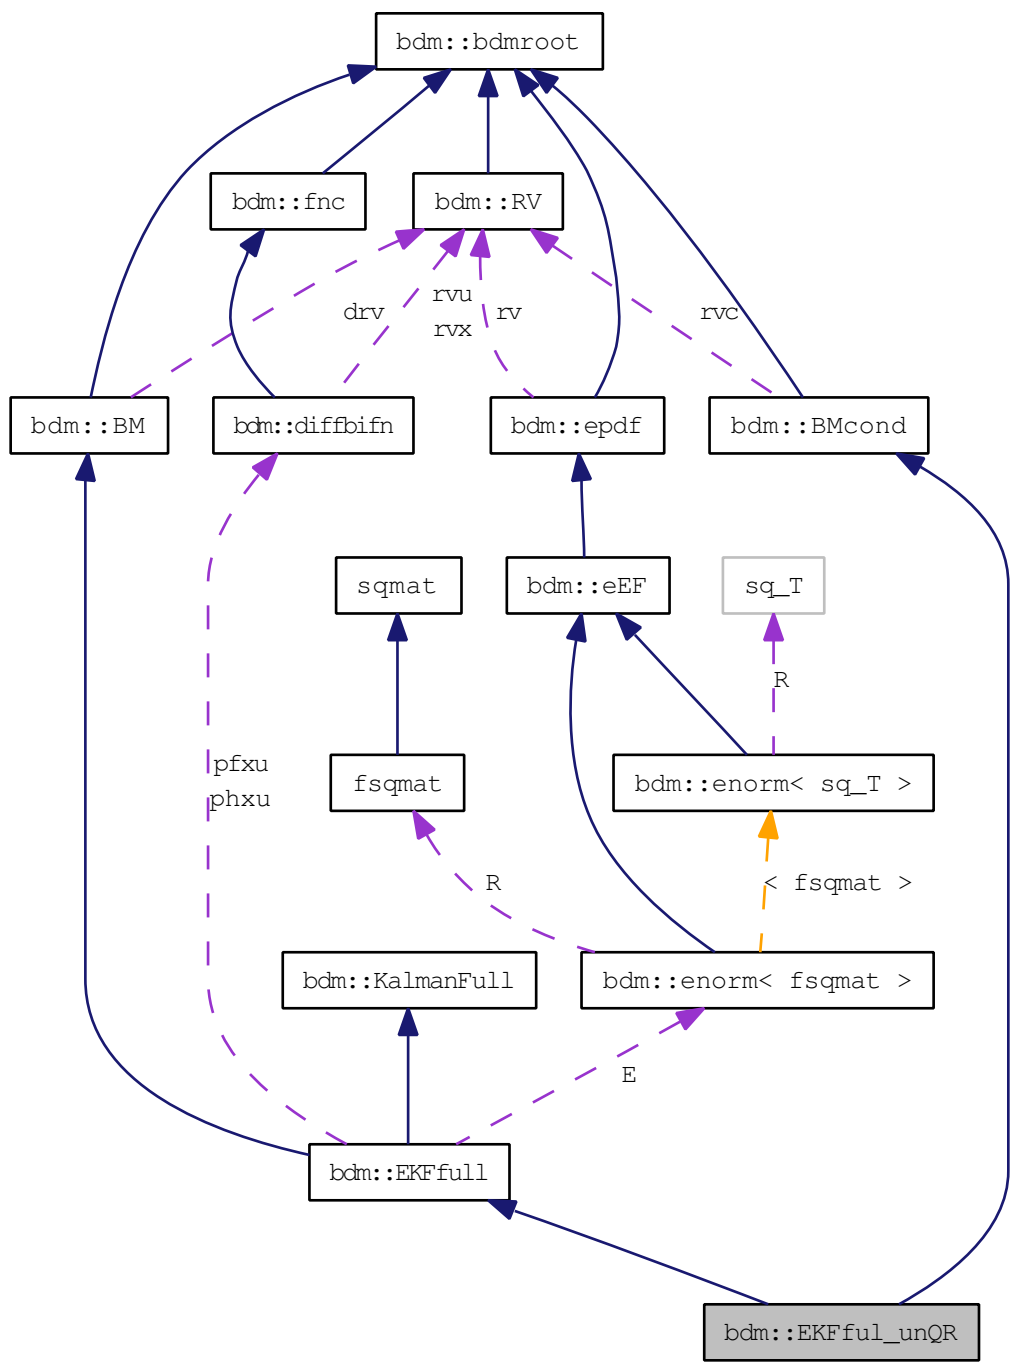 bdm::bdmroot
bdm::fnc
bdm::RV
drv
rvu
rvx
rv
rvc
bdm::BM
bdm::diffbifn
bdm::epdf
bdm::BMcond
sqmat
bdm::eEF
sq_T
R
pfxu
phxu
fsqmat
bdm::enorm< sq_T >
R
< fsqmat >
bdm::KalmanFull
bdm::enorm< fsqmat >
E
bdm::EKFfull
bdm::EKFful_unQR